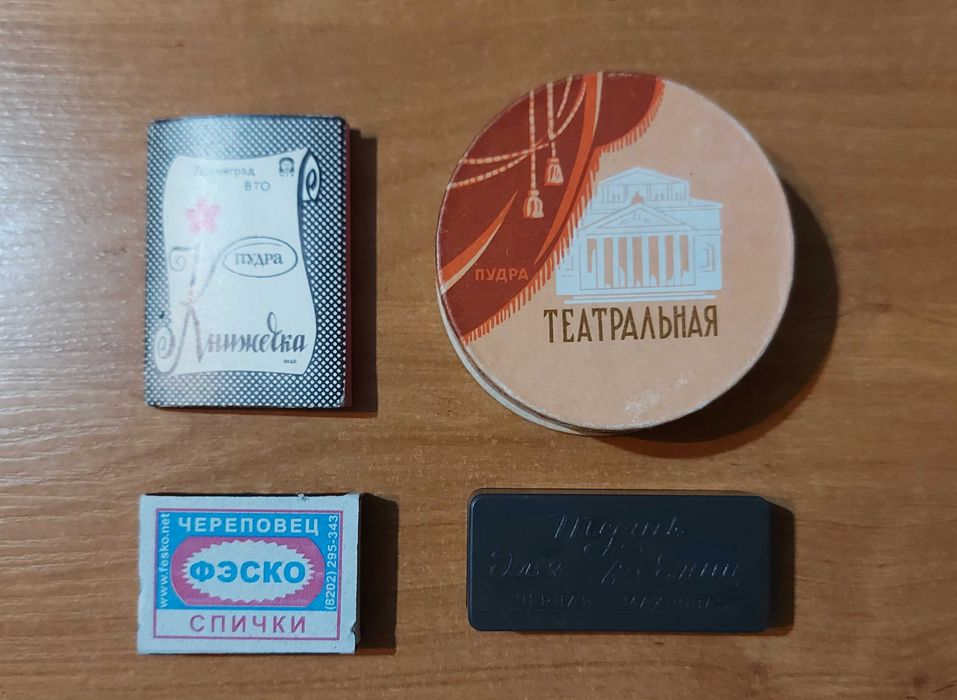 Ленинград
ВТО
ПУДРА
Книжечка
ПУДРА
ТЕАТРАЛЬНАЯ
ЧЕРЕПОВЕЦ
www.fesko.net
ФЭСКО
(8202) 295-343
СПИЧКИ
Тушь
Для ресниц
ЧЕРНАЯ МАХРОВАЯ